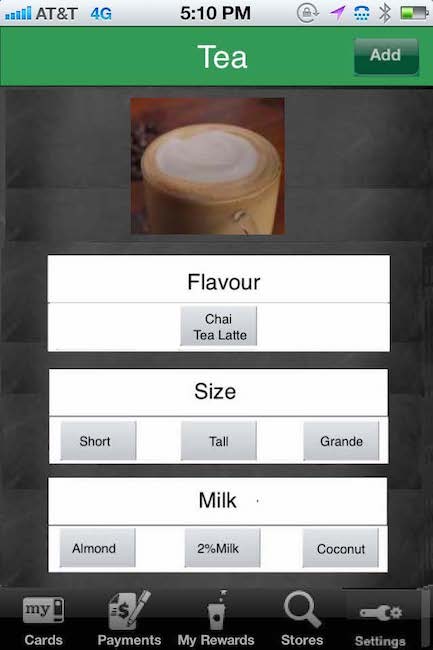 AT&T 4G 5:10 PM
Tea Add
Flavour
Chai
Tea Latte
Size
Short Tall Grande
Milk
Almond 2%Milk Coconut
my
$
Cards Payments My Rewards Stores Settings